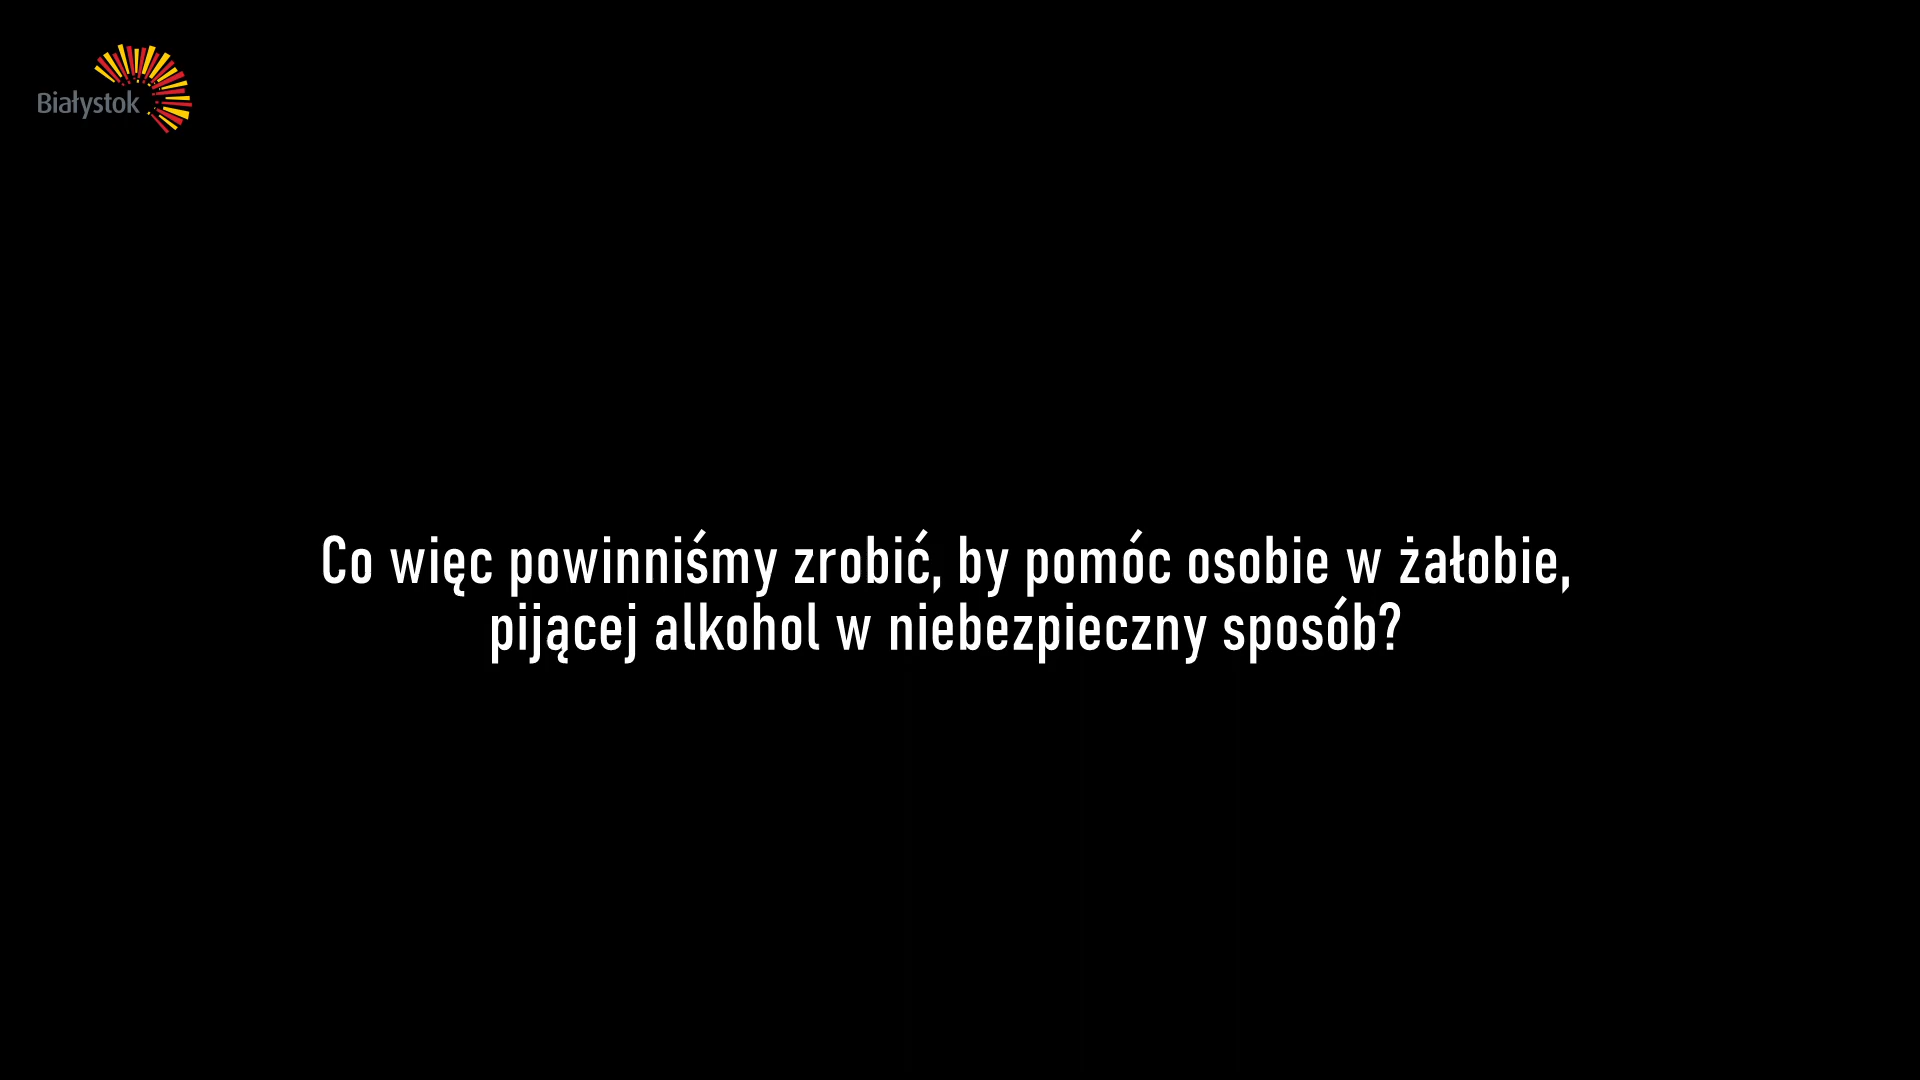 Białystok
Co więc powinniśmy zrobić, by pomóc osobie w żałobie,
pijącej alkohol w niebezpieczny sposób?